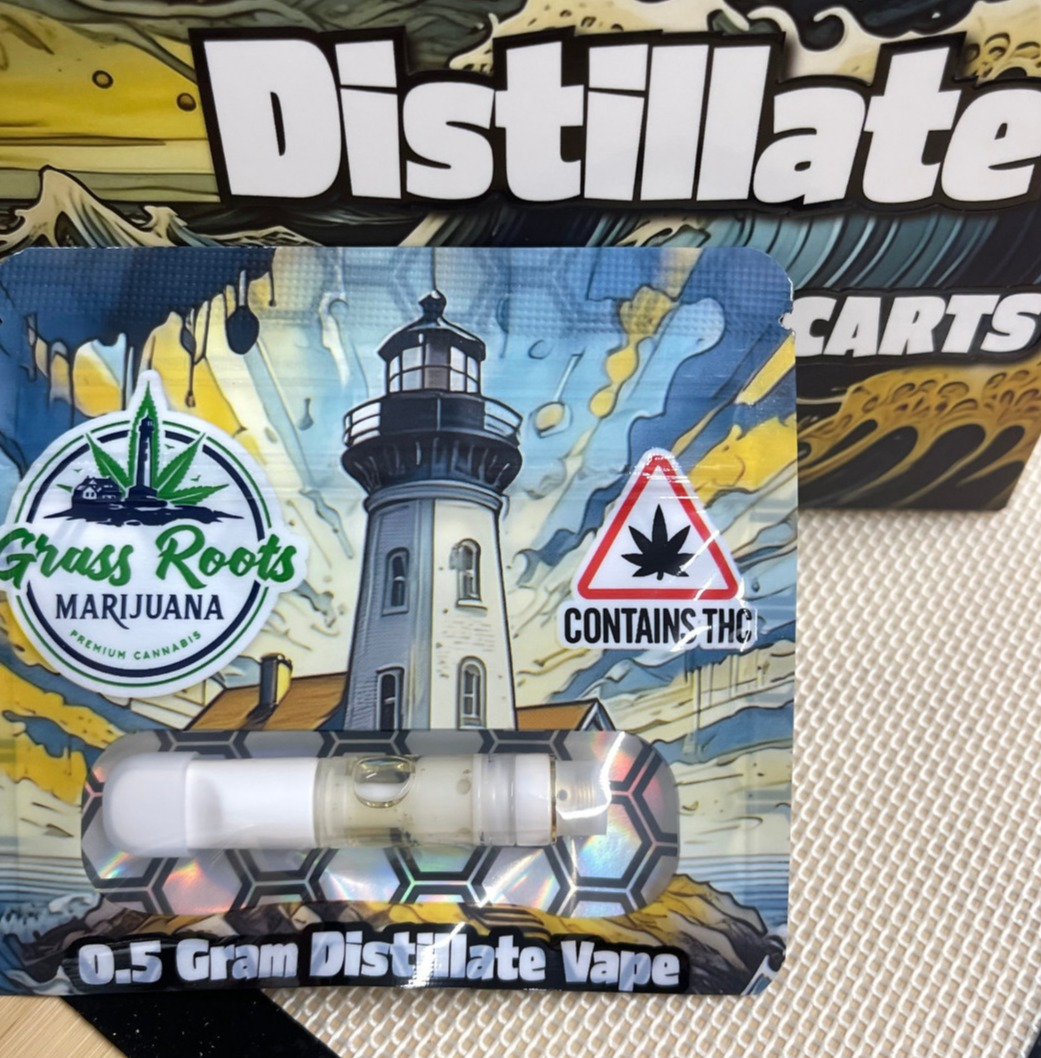 Distillate
CARTS
Grass Roots
MARIJUANA
PREMIUM CANNABIS
CONTAINS THC
0.5 Gram Distillate Vape